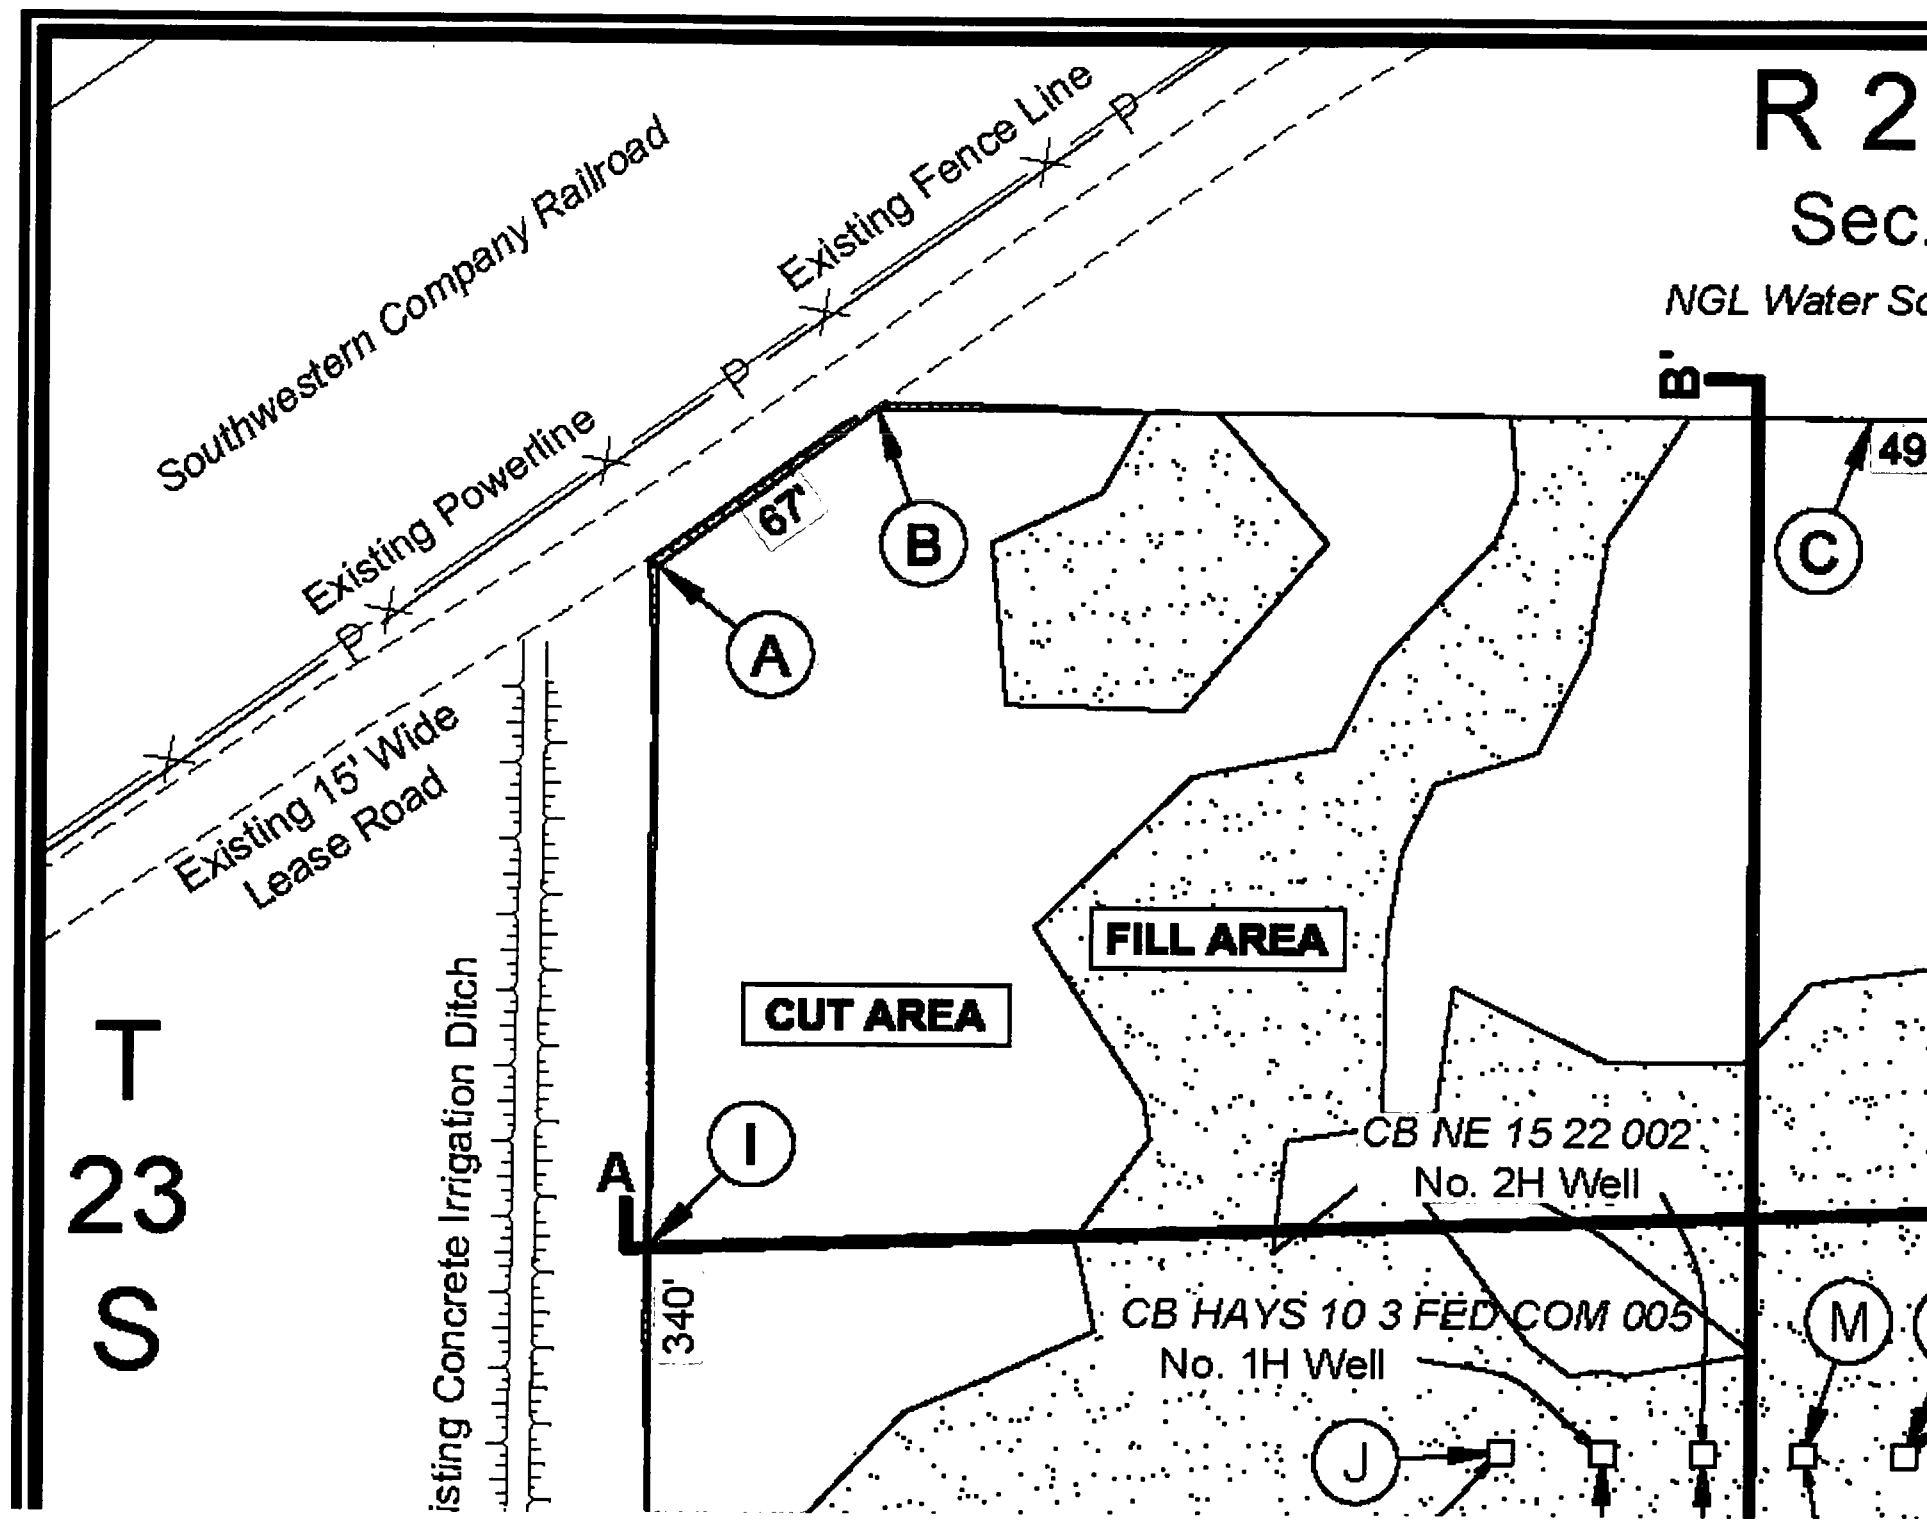 R 2
Sec.
NGL Water
Southwestern Company Railroad
Existing Fence Line
P
P
P
Existing Powerline
Existing 15' Wide
Lease Road
67'
B'
49
A
B
C
FILL AREA
CUT AREA
T
23
S
Irrigation Ditch
Concrete
A
I
340'
CB NE 15 22 002
No. 2H Well
CB HAYS 10 3 FED COM 005
No. 1H Well
M
J